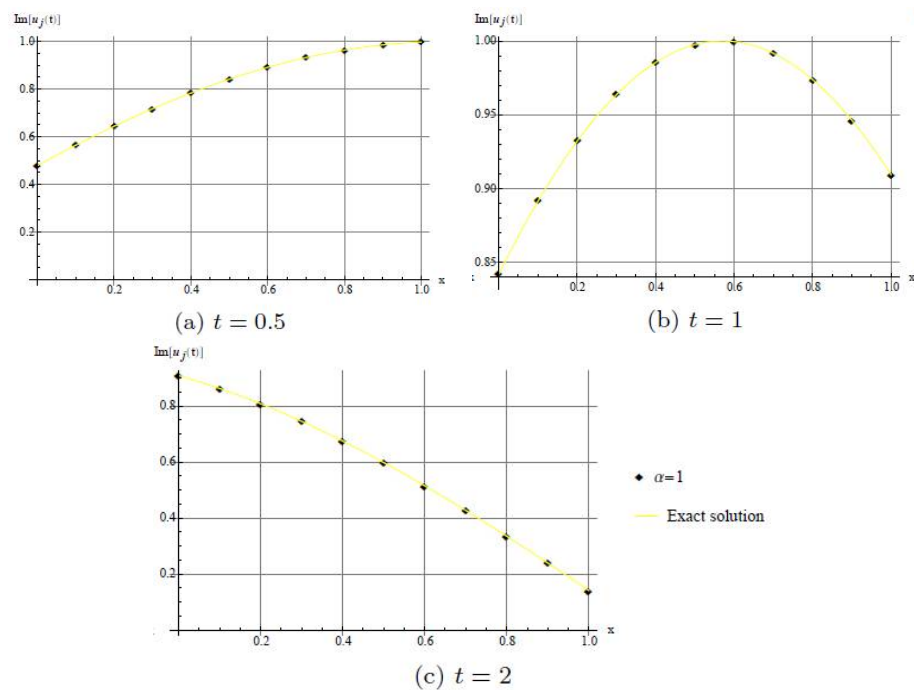 Im[u_j(t)]
1.0
0.8
0.6
0.4
0.2
0.2 0.4 0.6 0.8 1.0 x
(a) t = 0.5
Im[u_j(t)]
1.00
0.95
0.90
0.85
0.2 0.4 0.6 0.8 1.0 x
(b) t = 1
Im[u_j(t)]
0.8
0.6
0.4
0.2
0.2 0.4 0.6 0.8 1.0 x
α=1
Exact solution
(c) t = 2